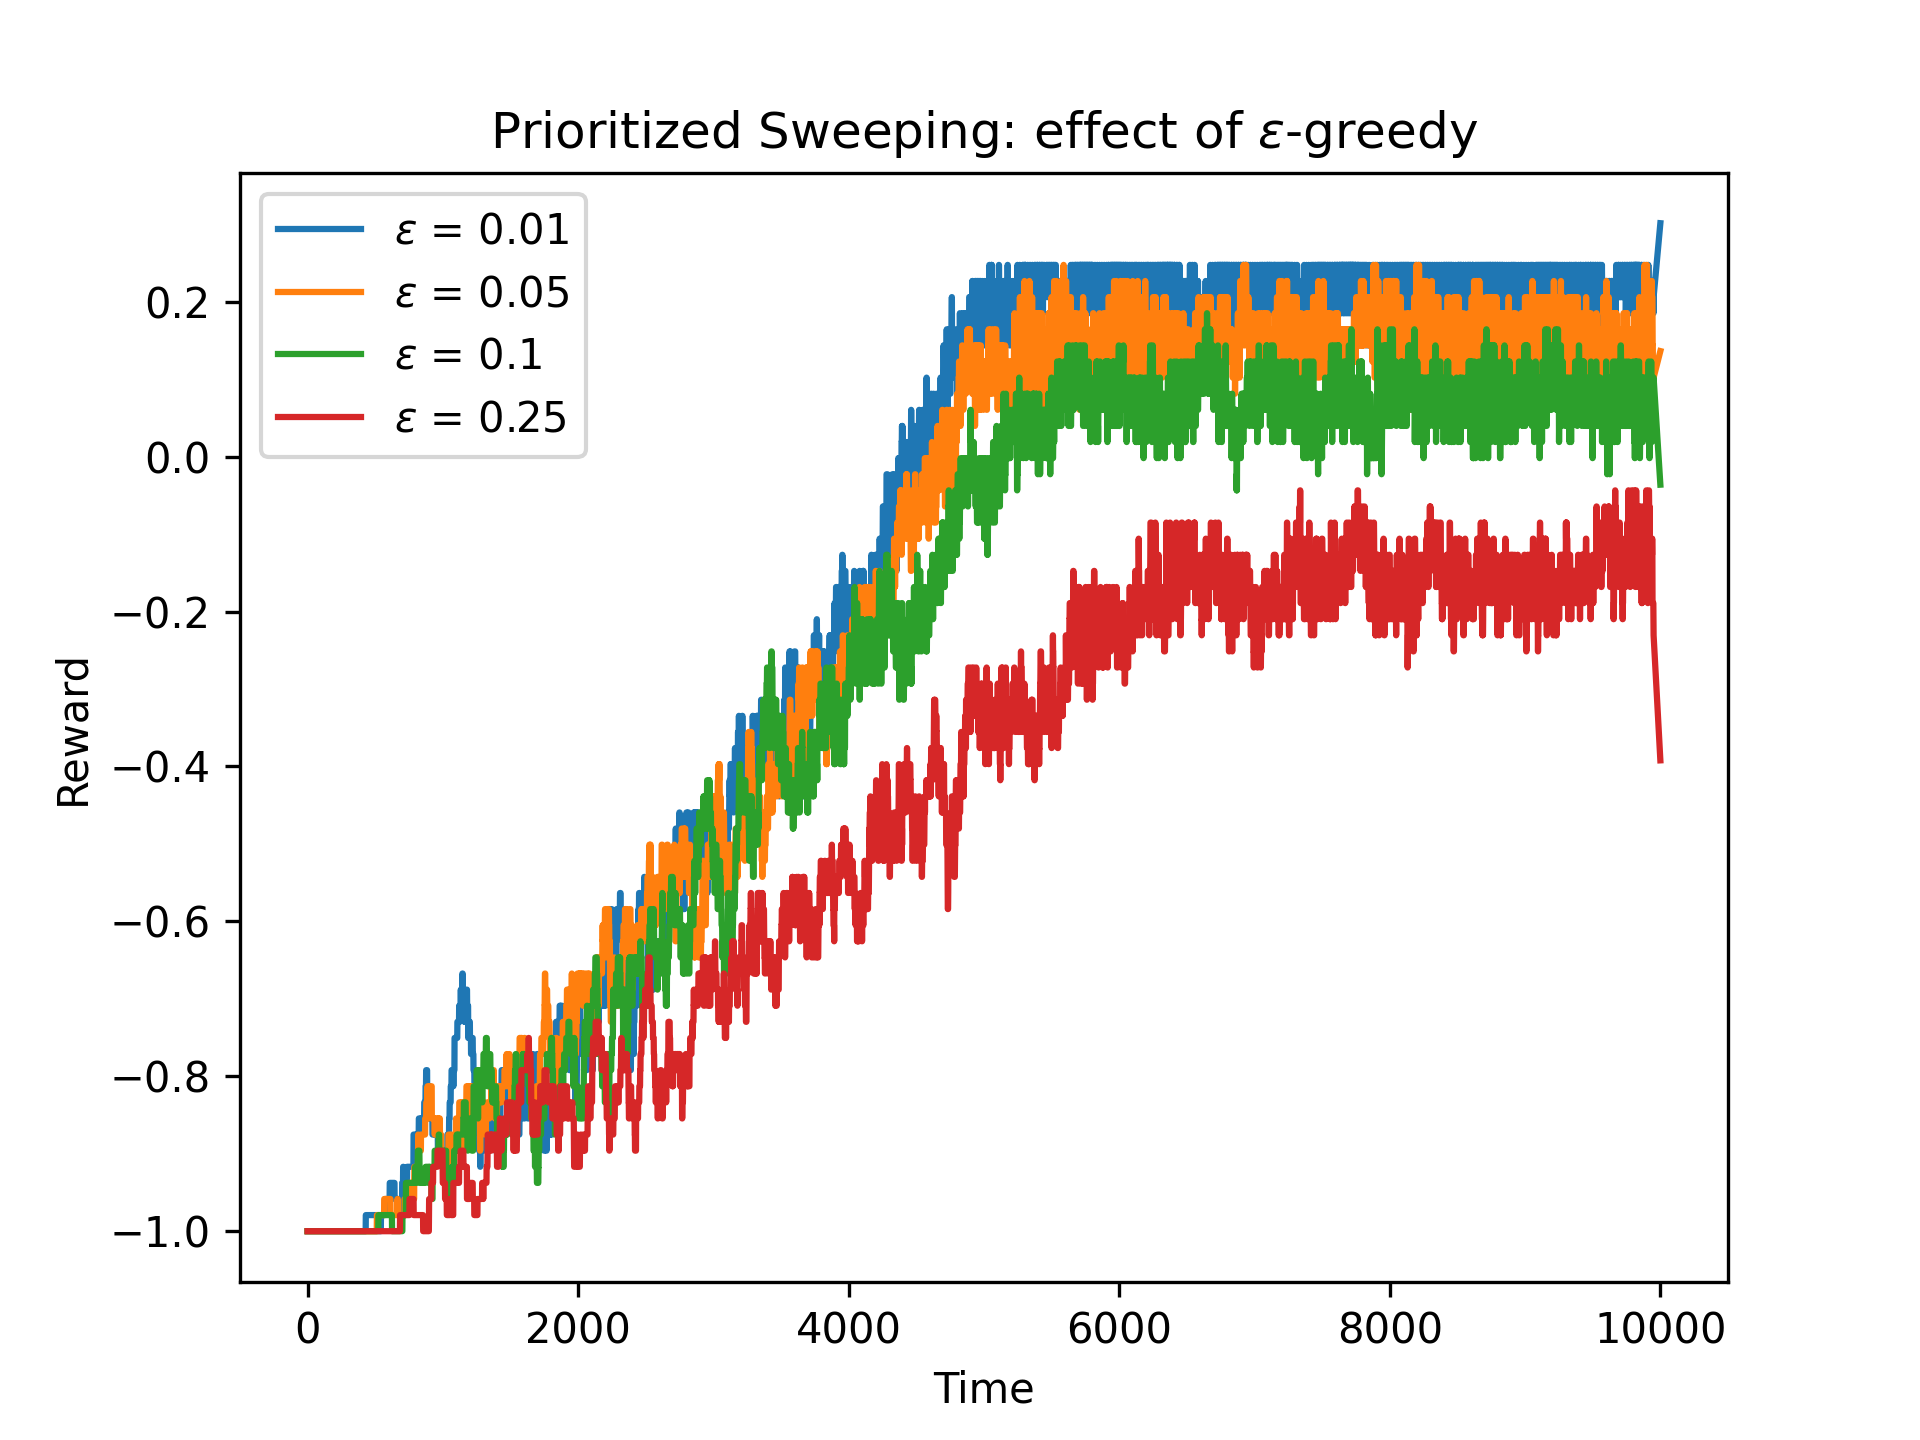 Prioritized Sweeping: effect of ε-greedy
ε = 0.01
ε = 0.05
ε = 0.1
ε = 0.25
Reward
0.2
0.0
−0.2
−0.4
−0.6
−0.8
−1.0
0 2000 4000 6000 8000 10000
Time